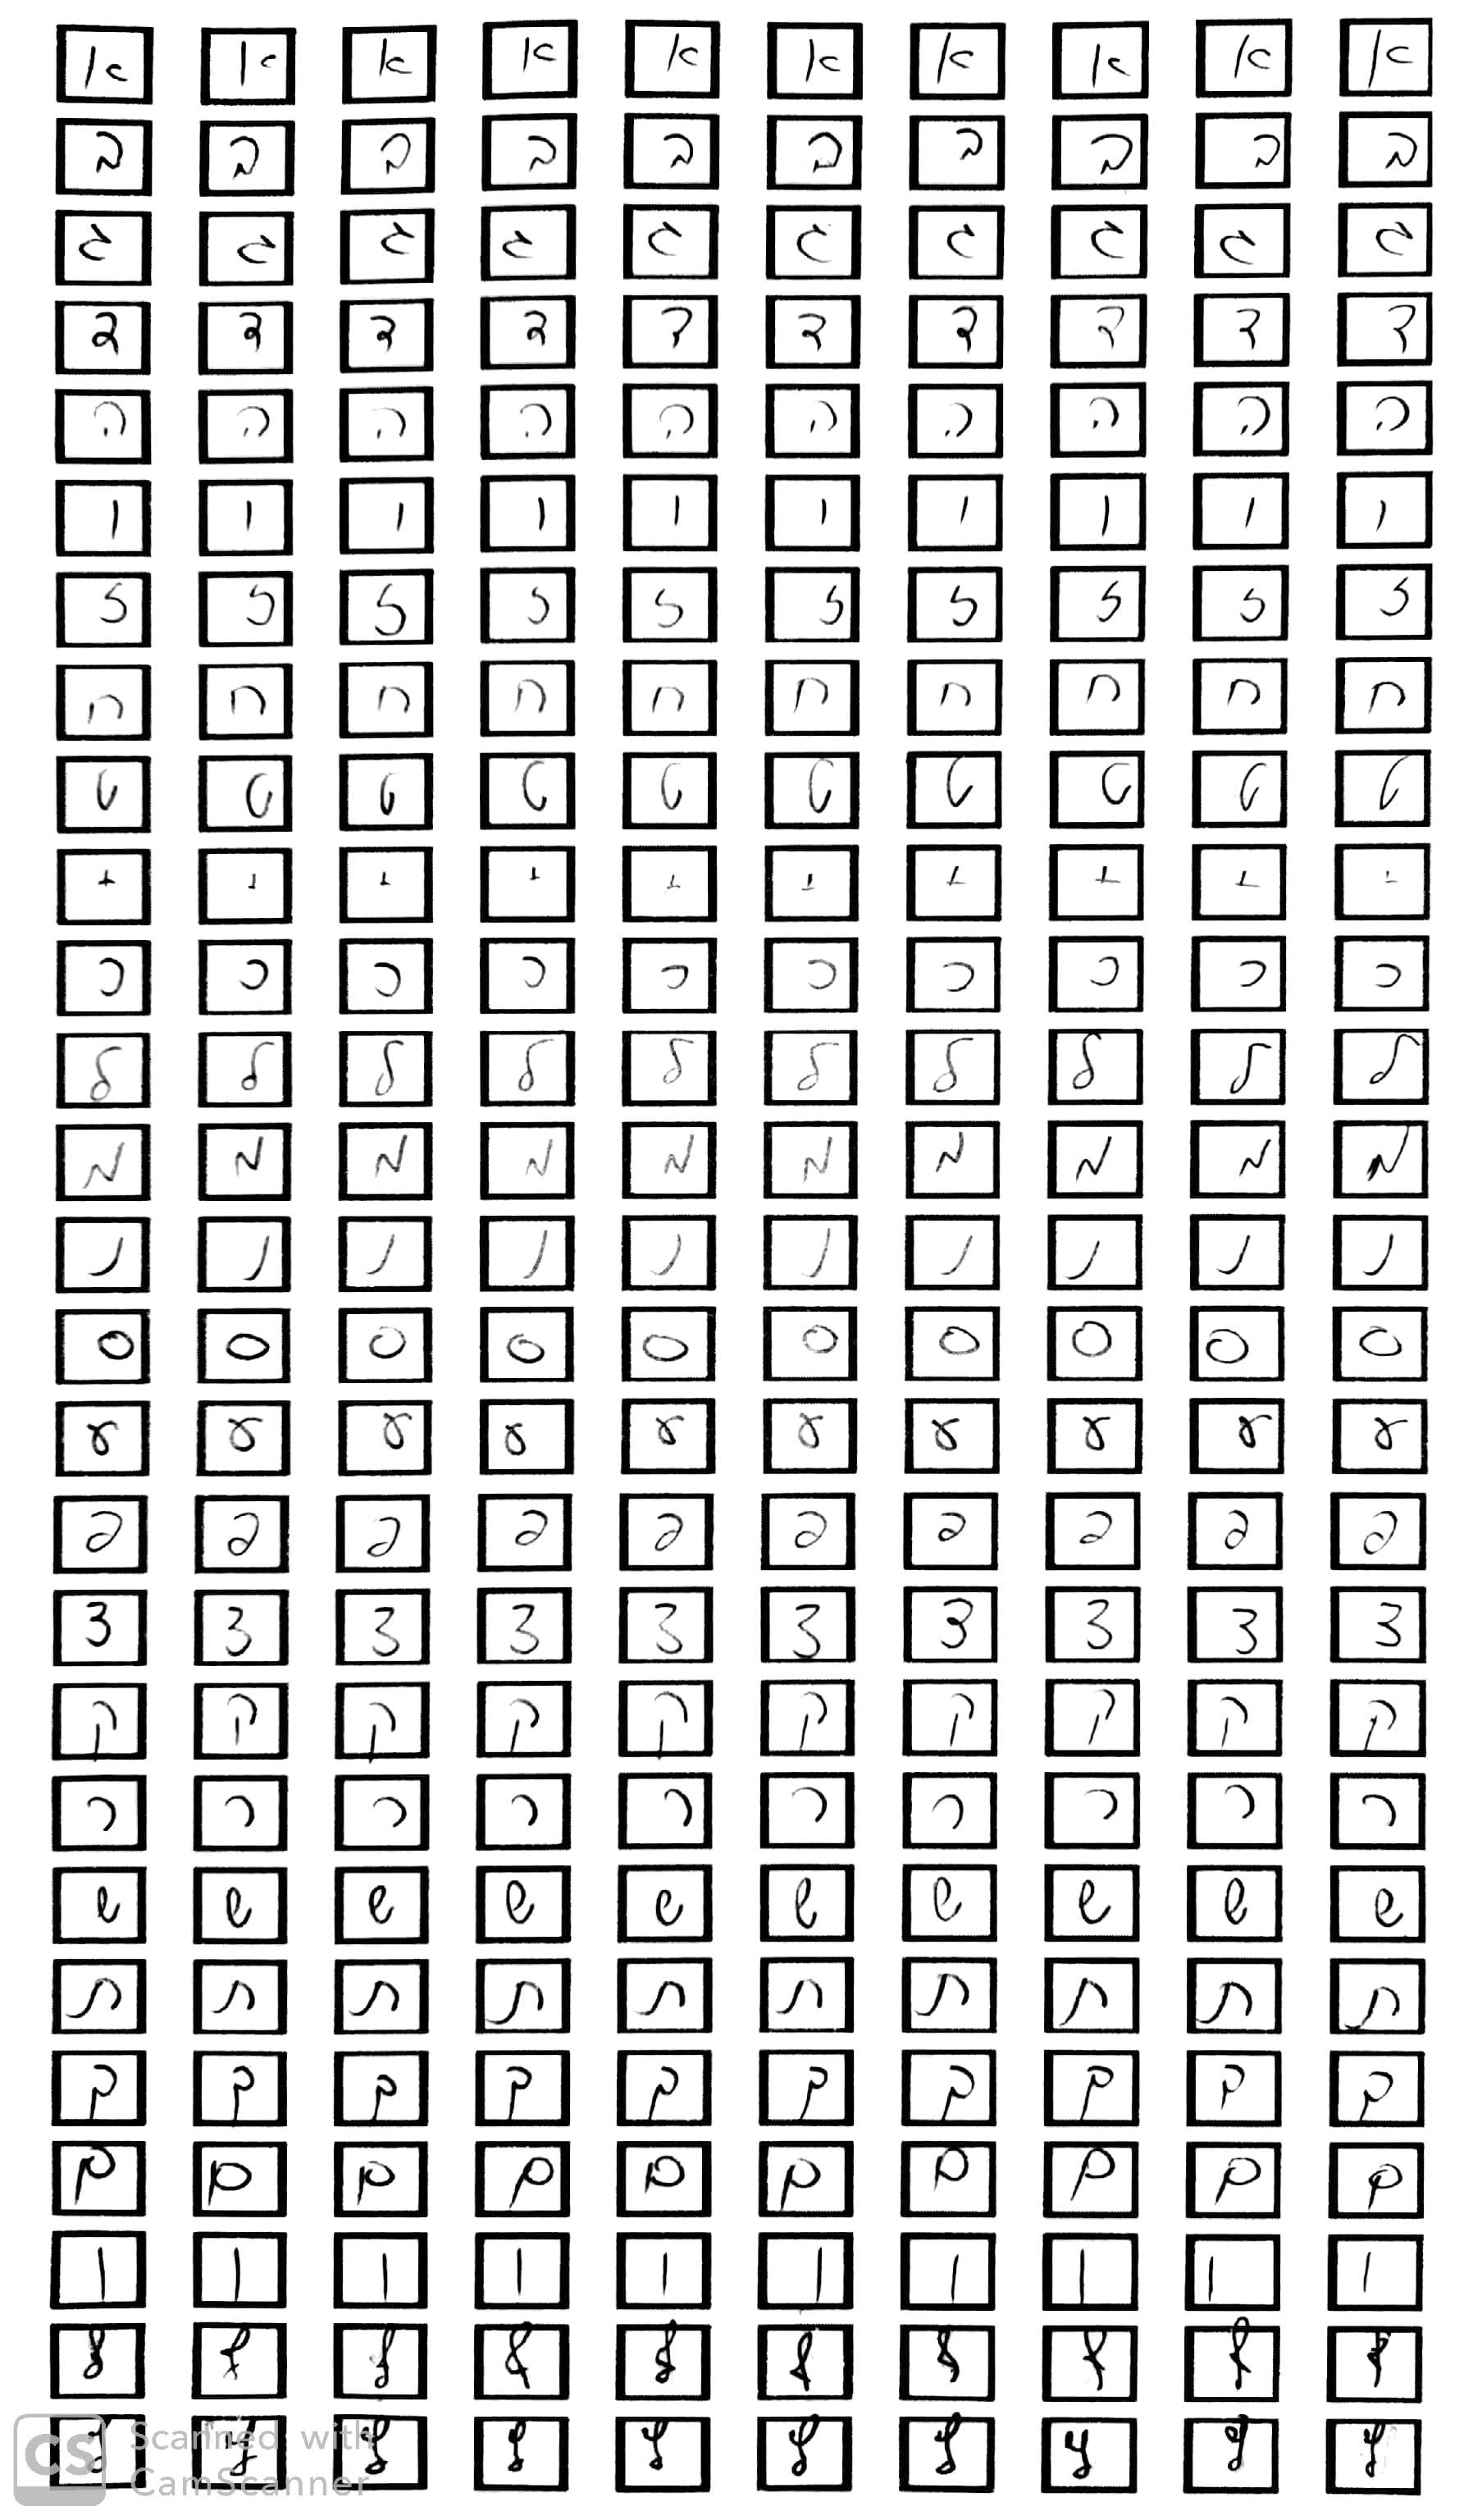 א א א א א א א א א א
ב ב ב ב ב ב ב ב ב ב
ג ג ג ג ג ג ג ג ג ג
ד ד ד ד ד ד ד ד ד ד
ה ה ה ה ה ה ה ה ה ה
ו ו ו ו ו ו ו ו ו ו
ז ז ז ז ז ז ז ז ז ז
ח ח ח ח ח ח ח ח ח ח
ט ט ט ט ט ט ט ט ט ט
י י י י י י י י י י
כ כ כ כ כ כ כ כ כ כ
ל ל ל ל ל ל ל ל ל ל
מ מ מ מ מ מ מ מ מ מ
נ נ נ נ נ נ נ נ נ נ
ס ס ס ס ס ס ס ס ס ס
ע ע ע ע ע ע ע ע ע ע
פ פ פ פ פ פ פ פ פ פ
צ צ צ צ צ צ צ צ צ צ
ק ק ק ק ק ק ק ק ק ק
ר ר ר ר ר ר ר ר ר ר
ש ש ש ש ש ש ש ש ש ש
ת ת ת ת ת ת ת ת ת ת
ך ך ך ך ך ך ך ך ך ך
ם ם ם ם ם ם ם ם ם ם
ן ן ן ן ן ן ן ן ן ן
ף ף ף ף ף ף ף ף ף ף
ץ ץ ץ ץ ץ ץ ץ ץ ץ ץ
CS Scanned with
CamScanner